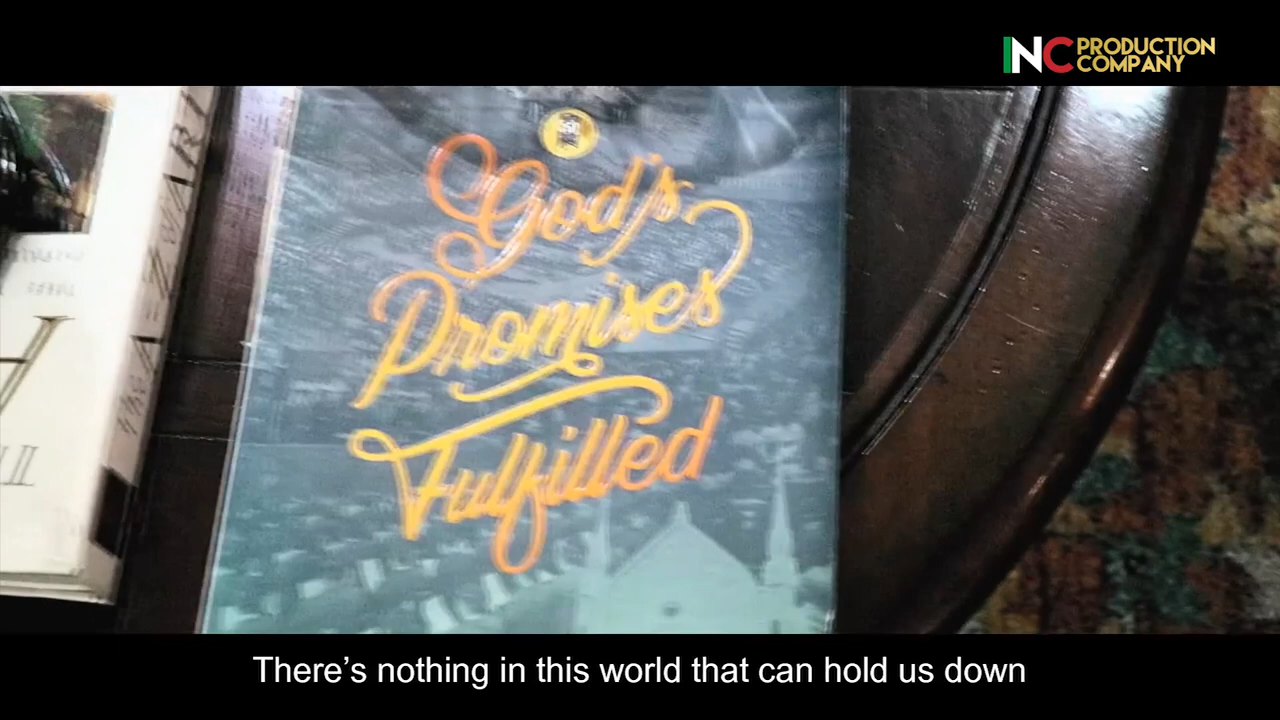 INC PRODUCTION
COMPANY
God's
Promises
Fulfilled
There's nothing in this world that can hold us down